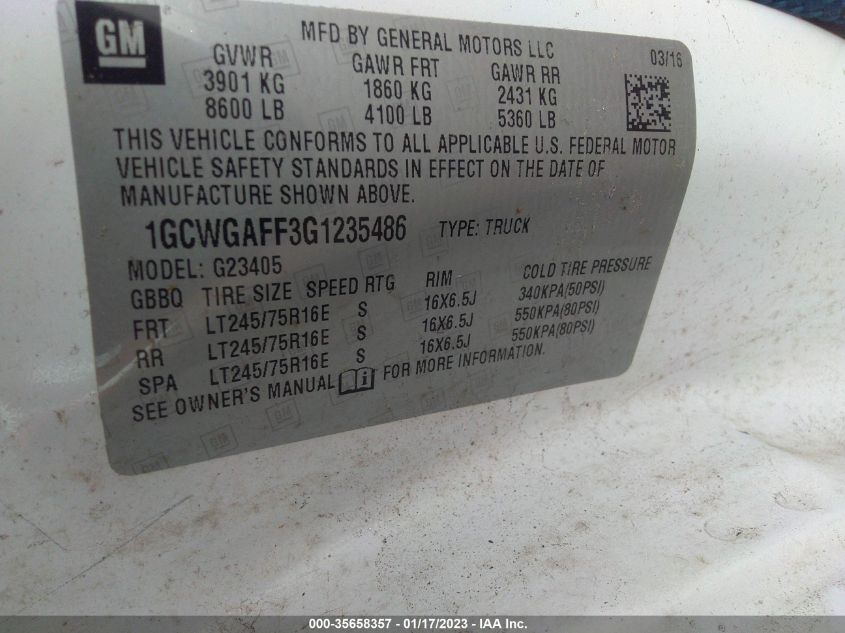 GM
MFD BY GENERAL MOTORS LLC
03/16
GVWR GAWR FRT GAWR RR
3901 KG 1860 KG 2431 KG
8600 LB 4100 LB 5360 LB
THIS VEHICLE CONFORMS TO ALL APPLICABLE U.S. FEDERAL MOTOR
VEHICLE SAFETY STANDARDS IN EFFECT ON THE DATE OF
MANUFACTURE SHOWN ABOVE.
1GCWGAFF3G1235486 TYPE: TRUCK
MODEL: G23405
GBBQ TIRE SIZE SPEED RTG RIM COLD TIRE PRESSURE
FRT LT245/75R16E S 16X6.5J 340KPA(50PSI)
RR LT245/75R16E S 16X6.5J 550KPA(80PSI)
SPA LT245/75R16E S 16X6.5J 550KPA(80PSI)
SEE OWNER'S MANUAL FOR MORE INFORMATION.
000-35658357 - 01/17/2023 - IAAI.COM